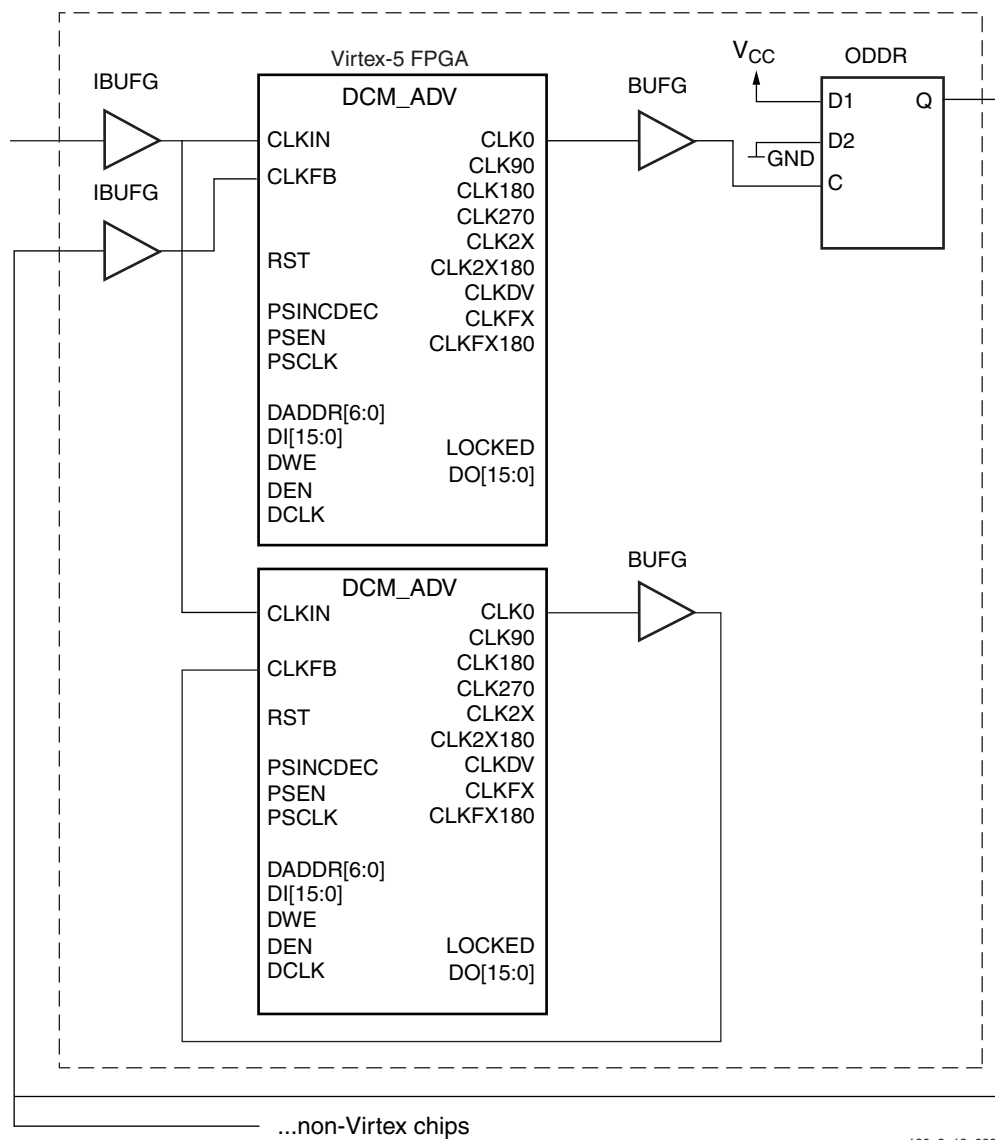 Virtex-5 FPGA
IBUFG
DCM_ADV
BUFG
VCC
ODDR
CLKIN
CLKFB
RST
PSINCDEC
PSEN
PSCLK
DADDR[6:0]
DI[15:0]
DWE
DEN
DCLK
CLK0
CLK90
CLK180
CLK270
CLK2X
CLK2X180
CLKDV
CLKFX
CLKFX180
LOCKED
DO[15:0]
D1
Q
D2
GND
C
IBUFG
DCM_ADV
BUFG
CLKIN
CLKFB
RST
PSINCDEC
PSEN
PSCLK
DADDR[6:0]
DI[15:0]
DWE
DEN
DCLK
CLK0
CLK90
CLK180
CLK270
CLK2X
CLK2X180
CLKDV
CLKFX
CLKFX180
LOCKED
DO[15:0]
...non-Virtex chips